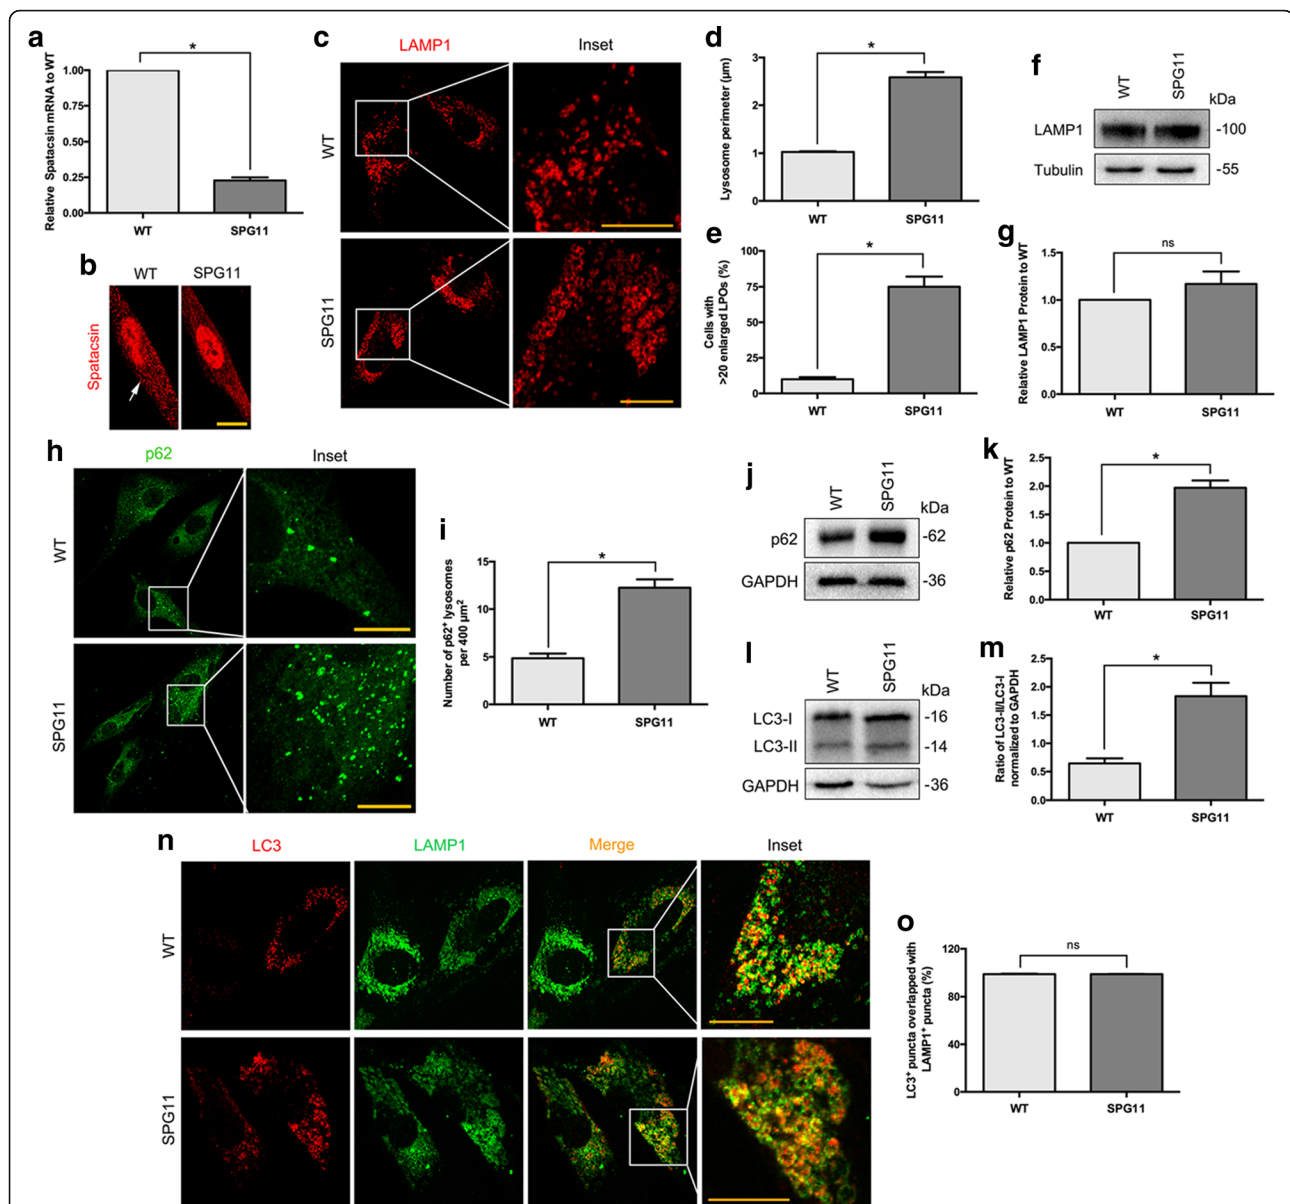 a
Relative Spatacsin mRNA to WT
1.00
0.75
0.50
0.25
0.00
*
WT
SPG11
b
WT
SPG11
Spatacsin
c
LAMP1
Inset
WT
SPG11
d
Lysosome perimeter (µm)
3
2
1
0
*
WT
SPG11
e
Cells with
>20 enlarged LPOs (%)
100
75
50
25
0
*
WT
SPG11
f
WT
SPG11
kDa
LAMP1
-100
Tubulin
-55
g
Relative LAMP1 Protein to WT
1.5
1.0
0.5
0.0
ns
WT
SPG11
h
p62
Inset
WT
SPG11
i
Number of p62⁺ lysosomes
per 400 µm²
15
10
5
0
*
WT
SPG11
j
WT
SPG11
kDa
p62
-62
GAPDH
-36
k
Relative p62 Protein to WT
2.5
2.0
1.5
1.0
0.5
0.0
*
WT
SPG11
l
WT
SPG11
kDa
LC3-I
-16
LC3-II
-14
GAPDH
-36
m
Ratio of LC3-II/LC3-I
normalized to GAPDH
2.5
2.0
1.5
1.0
0.5
0.0
*
WT
SPG11
n
LC3
LAMP1
Merge
Inset
WT
SPG11
o
LC3⁺ puncta overlapped with
LAMP1⁺ puncta (%)
120
80
40
0
ns
WT
SPG11